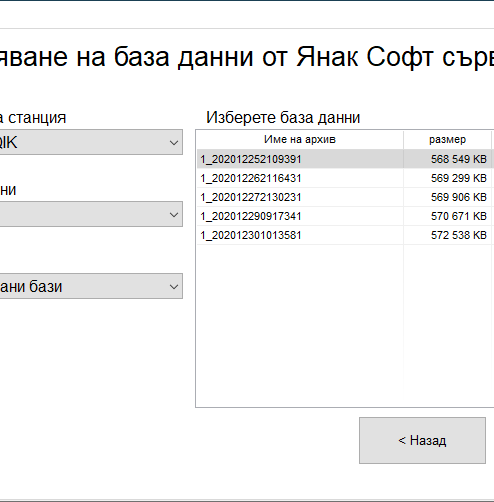 яване на база данни от Янак Софт сърв
а станция
QIK
ни
ани бази
Изберете база данни
Име на архив размер
1_202012252109391 568 549 KB
1_202012262116431 569 299 KB
1_202012272130231 569 906 KB
1_202012290917341 570 671 KB
1_202012301013581 572 538 KB
< Назад